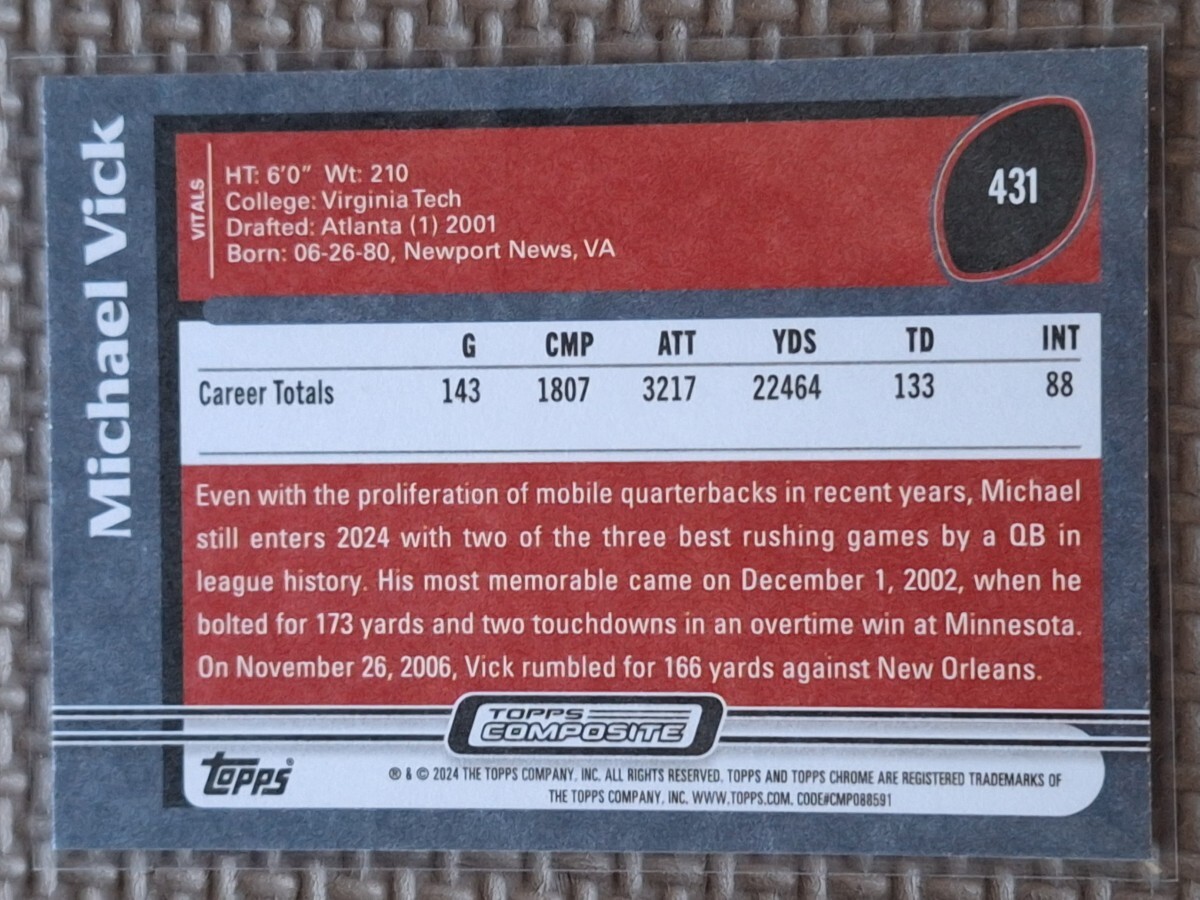 Michael Vick
VITALS
HT: 6'0" Wt: 210
College: Virginia Tech
Drafted: Atlanta (1) 2001
Born: 06-26-80, Newport News, VA
431
G CMP ATT YDS TD INT
Career Totals 143 1807 3217 22464 133 88
Even with the proliferation of mobile quarterbacks in recent years, Michael
still enters 2024 with two of the three best rushing games by a QB in
league history. His most memorable came on December 1, 2002, when he
bolted for 173 yards and two touchdowns in an overtime win at Minnesota.
On November 26, 2006, Vick rumbled for 166 yards against New Orleans.
TOPPS
COMPOSITE
Topps®
® & © 2024 THE TOPPS COMPANY, INC. ALL RIGHTS RESERVED. TOPPS AND TOPPS CHROME ARE REGISTERED TRADEMARKS OF
THE TOPPS COMPANY, INC. WWW.TOPPS.COM. CODE#CMP088591